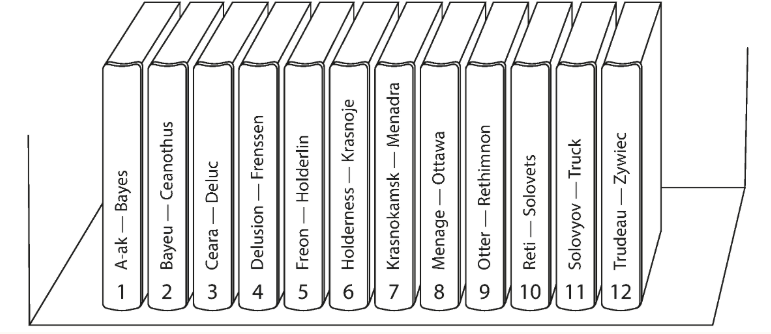 A-ak — Bayes
1
Bayeu — Ceanothus
2
Ceara — Deluc
3
Delusion — Frenssen
4
Freon — Holderlin
5
Holderness — Krasnoje
6
Krasnokamsk — Menadra
7
Menage — Ottawa
8
Otter — Rethimnon
9
Reti — Solovets
10
Solovyov — Truck
11
Trudeau — Zywiec
12